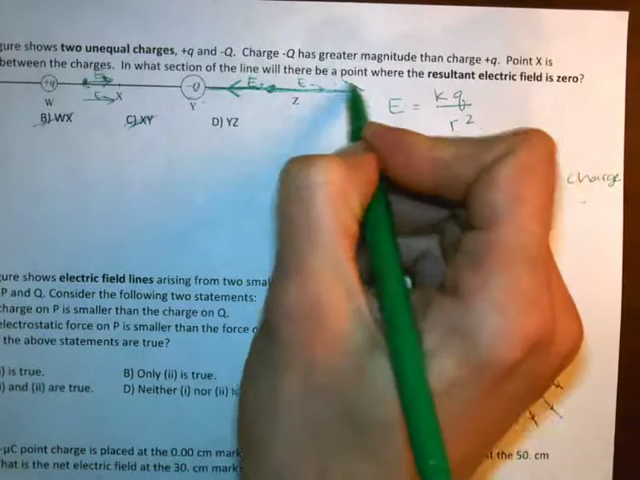 gure shows two unequal charges, +q and -Q. Charge -Q has greater magnitude than charge +q. Point X is
between the charges. In what section of the line will there be a point where the resultant electric field is zero?
+q -Q E- E-
W X Y Z
B) WX C) XY D) YZ
E = kq
r²
charge
gure shows electric field lines arising from two smal
P and Q. Consider the following two statements:
charge on P is smaller than the charge on Q.
electrostatic force on P is smaller than the force
the above statements are true?
) is true. B) Only (ii) is true.
) and (ii) are true. D) Neither (i) nor (ii)
-μC point charge is placed at the 0.00 cm mark at the 50. cm
hat is the net electric field at the 30. cm mark